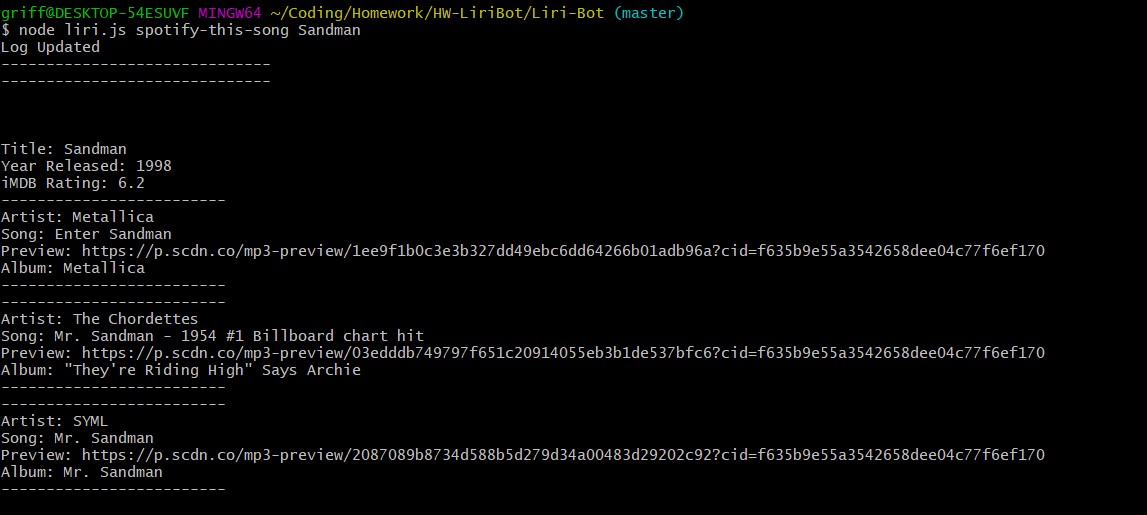 griff@DESKTOP-54ESUVF MINGW64 ~/Coding/Homework/HW-LiriBot/Liri-Bot (master)
$ node liri.js spotify-this-song Sandman
Log Updated
------------------------------
------------------------------
Title: Sandman
Year Released: 1998
iMDB Rating: 6.2
-------------------------
Artist: Metallica
Song: Enter Sandman
Preview: https://p.scdn.co/mp3-preview/1ee9f1b0c3e3b327dd49ebc6dd64266b01adb96a?cid=f635b9e55a3542658dee04c77f6ef170
Album: Metallica
-------------------------
-------------------------
Artist: The Chordettes
Song: Mr. Sandman - 1954 #1 Billboard chart hit
Preview: https://p.scdn.co/mp3-preview/03edddb749797f651c20914055eb3b1de537bfc6?cid=f635b9e55a3542658dee04c77f6ef170
Album: "They're Riding High" Says Archie
-------------------------
-------------------------
Artist: SYML
Song: Mr. Sandman
Preview: https://p.scdn.co/mp3-preview/2087089b8734d588b5d279d34a00483d29202c92?cid=f635b9e55a3542658dee04c77f6ef170
Album: Mr. Sandman
-------------------------